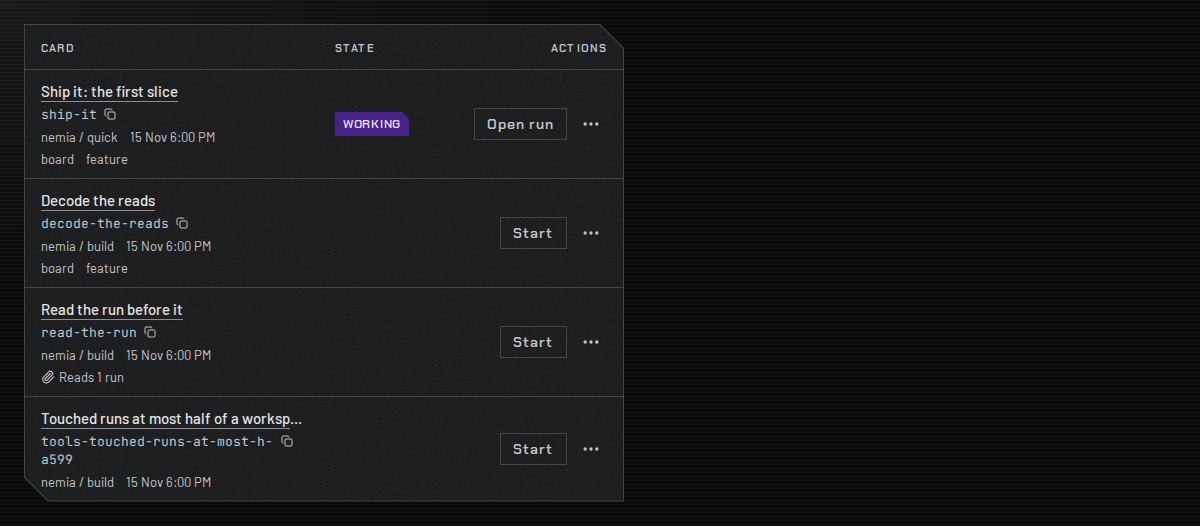 CARD STATE ACTIONS
Ship it: the first slice
ship-it
nemia / quick 15 Nov 6:00 PM
board feature
WORKING Open run
Decode the reads
decode-the-reads
nemia / build 15 Nov 6:00 PM
board feature
Start
Read the run before it
read-the-run
nemia / build 15 Nov 6:00 PM
Reads 1 run
Start
Touched runs at most half of a worksp...
tools-touched-runs-at-most-h-
a599
nemia / build 15 Nov 6:00 PM
Start